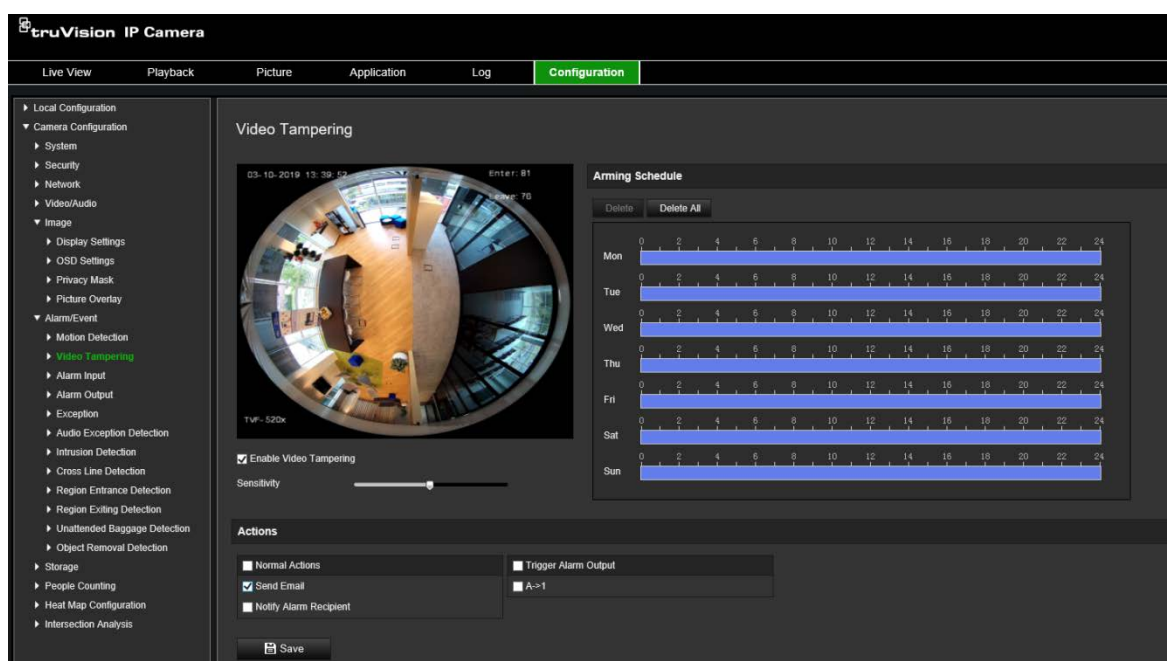 truVision IP Camera
Live View Playback Picture Application Log Configuration
Local Configuration
Camera Configuration
System
Security
Network
Video/Audio
Image
Display Settings
OSD Settings
Privacy Mask
Picture Overlay
Alarm/Event
Motion Detection
Video Tampering
Alarm Input
Alarm Output
Exception
Audio Exception Detection
Intrusion Detection
Cross Line Detection
Region Entrance Detection
Region Exiting Detection
Unattended Baggage Detection
Object Removal Detection
Storage
People Counting
Heat Map Configuration
Intersection Analysis
Video Tampering
03-10-2019 13:39:52 Enter: 81
Leave: 76
TVF-520x
Enable Video Tampering
Sensitivity
Arming Schedule
Delete Delete All
0 2 4 6 8 10 12 14 16 18 20 22 24
Mon
0 2 4 6 8 10 12 14 16 18 20 22 24
Tue
0 2 4 6 8 10 12 14 16 18 20 22 24
Wed
0 2 4 6 8 10 12 14 16 18 20 22 24
Thu
0 2 4 6 8 10 12 14 16 18 20 22 24
Fri
0 2 4 6 8 10 12 14 16 18 20 22 24
Sat
0 2 4 6 8 10 12 14 16 18 20 22 24
Sun
Actions
Normal Actions Trigger Alarm Output
Send Email A->1
Notify Alarm Recipient
Save